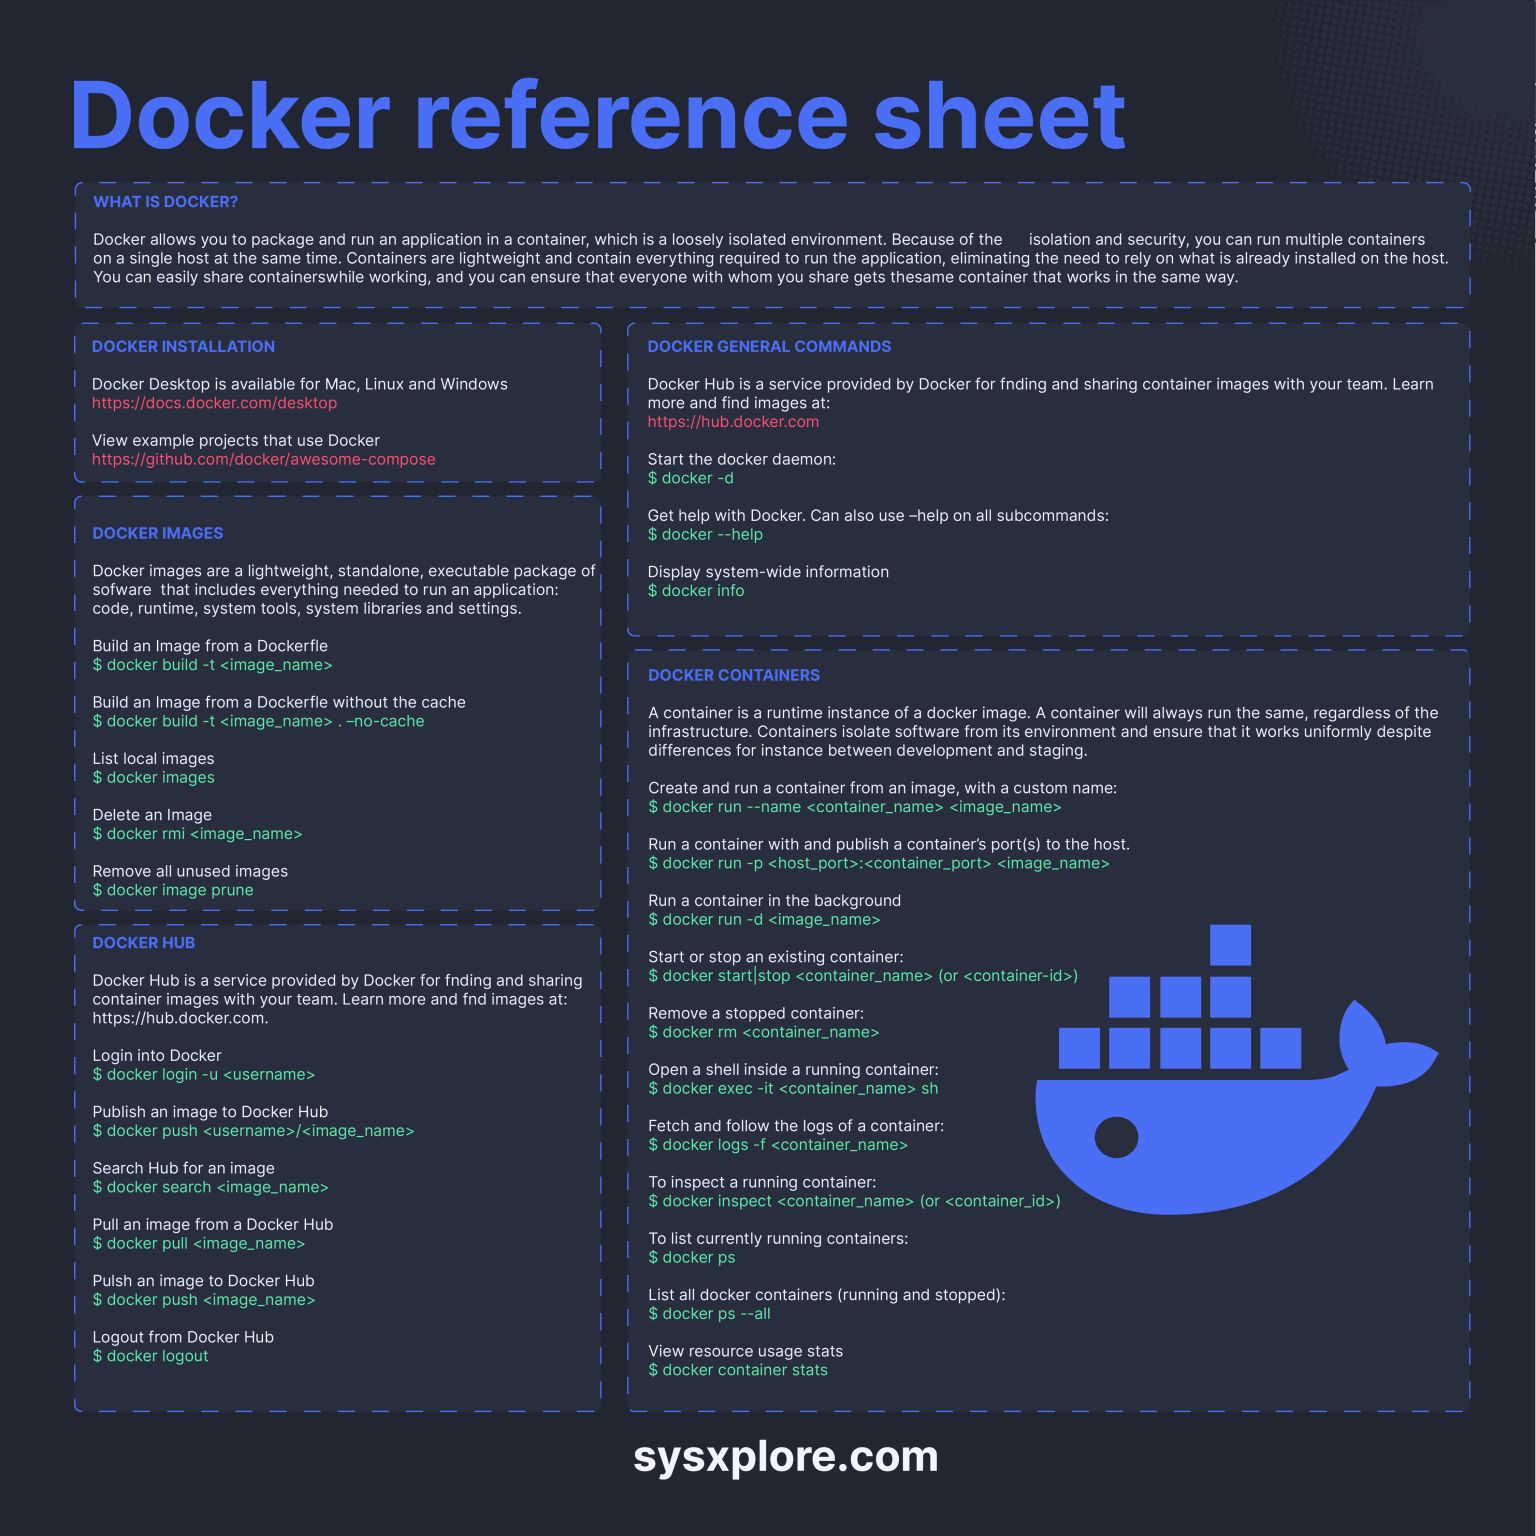 Docker reference sheet
WHAT IS DOCKER?
Docker allows you to package and run an application in a container, which is a loosely isolated environment. Because of the isolation and security, you can run multiple containers
on a single host at the same time. Containers are lightweight and contain everything required to run the application, eliminating the need to rely on what is already installed on the host.
You can easily share containerswhile working, and you can ensure that everyone with whom you share gets thesame container that works in the same way.
DOCKER INSTALLATION
Docker Desktop is available for Mac, Linux and Windows
https://docs.docker.com/desktop
View example projects that use Docker
https://github.com/docker/awesome-compose
DOCKER IMAGES
Docker images are a lightweight, standalone, executable package of
sofware that includes everything needed to run an application:
code, runtime, system tools, system libraries and settings.
Build an Image from a Dockerfle
$ docker build -t <image_name>
Build an Image from a Dockerfle without the cache
$ docker build -t <image_name> . –no-cache
List local images
$ docker images
Delete an Image
$ docker rmi <image_name>
Remove all unused images
$ docker image prune
DOCKER HUB
Docker Hub is a service provided by Docker for fnding and sharing
container images with your team. Learn more and fnd images at:
https://hub.docker.com.
Login into Docker
$ docker login -u <username>
Publish an image to Docker Hub
$ docker push <username>/<image_name>
Search Hub for an image
$ docker search <image_name>
Pull an image from a Docker Hub
$ docker pull <image_name>
Pulsh an image to Docker Hub
$ docker push <image_name>
Logout from Docker Hub
$ docker logout
DOCKER GENERAL COMMANDS
Docker Hub is a service provided by Docker for fnding and sharing container images with your team. Learn
more and find images at:
https://hub.docker.com
Start the docker daemon:
$ docker -d
Get help with Docker. Can also use –help on all subcommands:
$ docker --help
Display system-wide information
$ docker info
DOCKER CONTAINERS
A container is a runtime instance of a docker image. A container will always run the same, regardless of the
infrastructure. Containers isolate software from its environment and ensure that it works uniformly despite
differences for instance between development and staging.
Create and run a container from an image, with a custom name:
$ docker run --name <container_name> <image_name>
Run a container with and publish a container’s port(s) to the host.
$ docker run -p <host_port>:<container_port> <image_name>
Run a container in the background
$ docker run -d <image_name>
Start or stop an existing container:
$ docker start|stop <container_name> (or <container-id>)
Remove a stopped container:
$ docker rm <container_name>
Open a shell inside a running container:
$ docker exec -it <container_name> sh
Fetch and follow the logs of a container:
$ docker logs -f <container_name>
To inspect a running container:
$ docker inspect <container_name> (or <container_id>)
To list currently running containers:
$ docker ps
List all docker containers (running and stopped):
$ docker ps --all
View resource usage stats
$ docker container stats
sysxplore.com